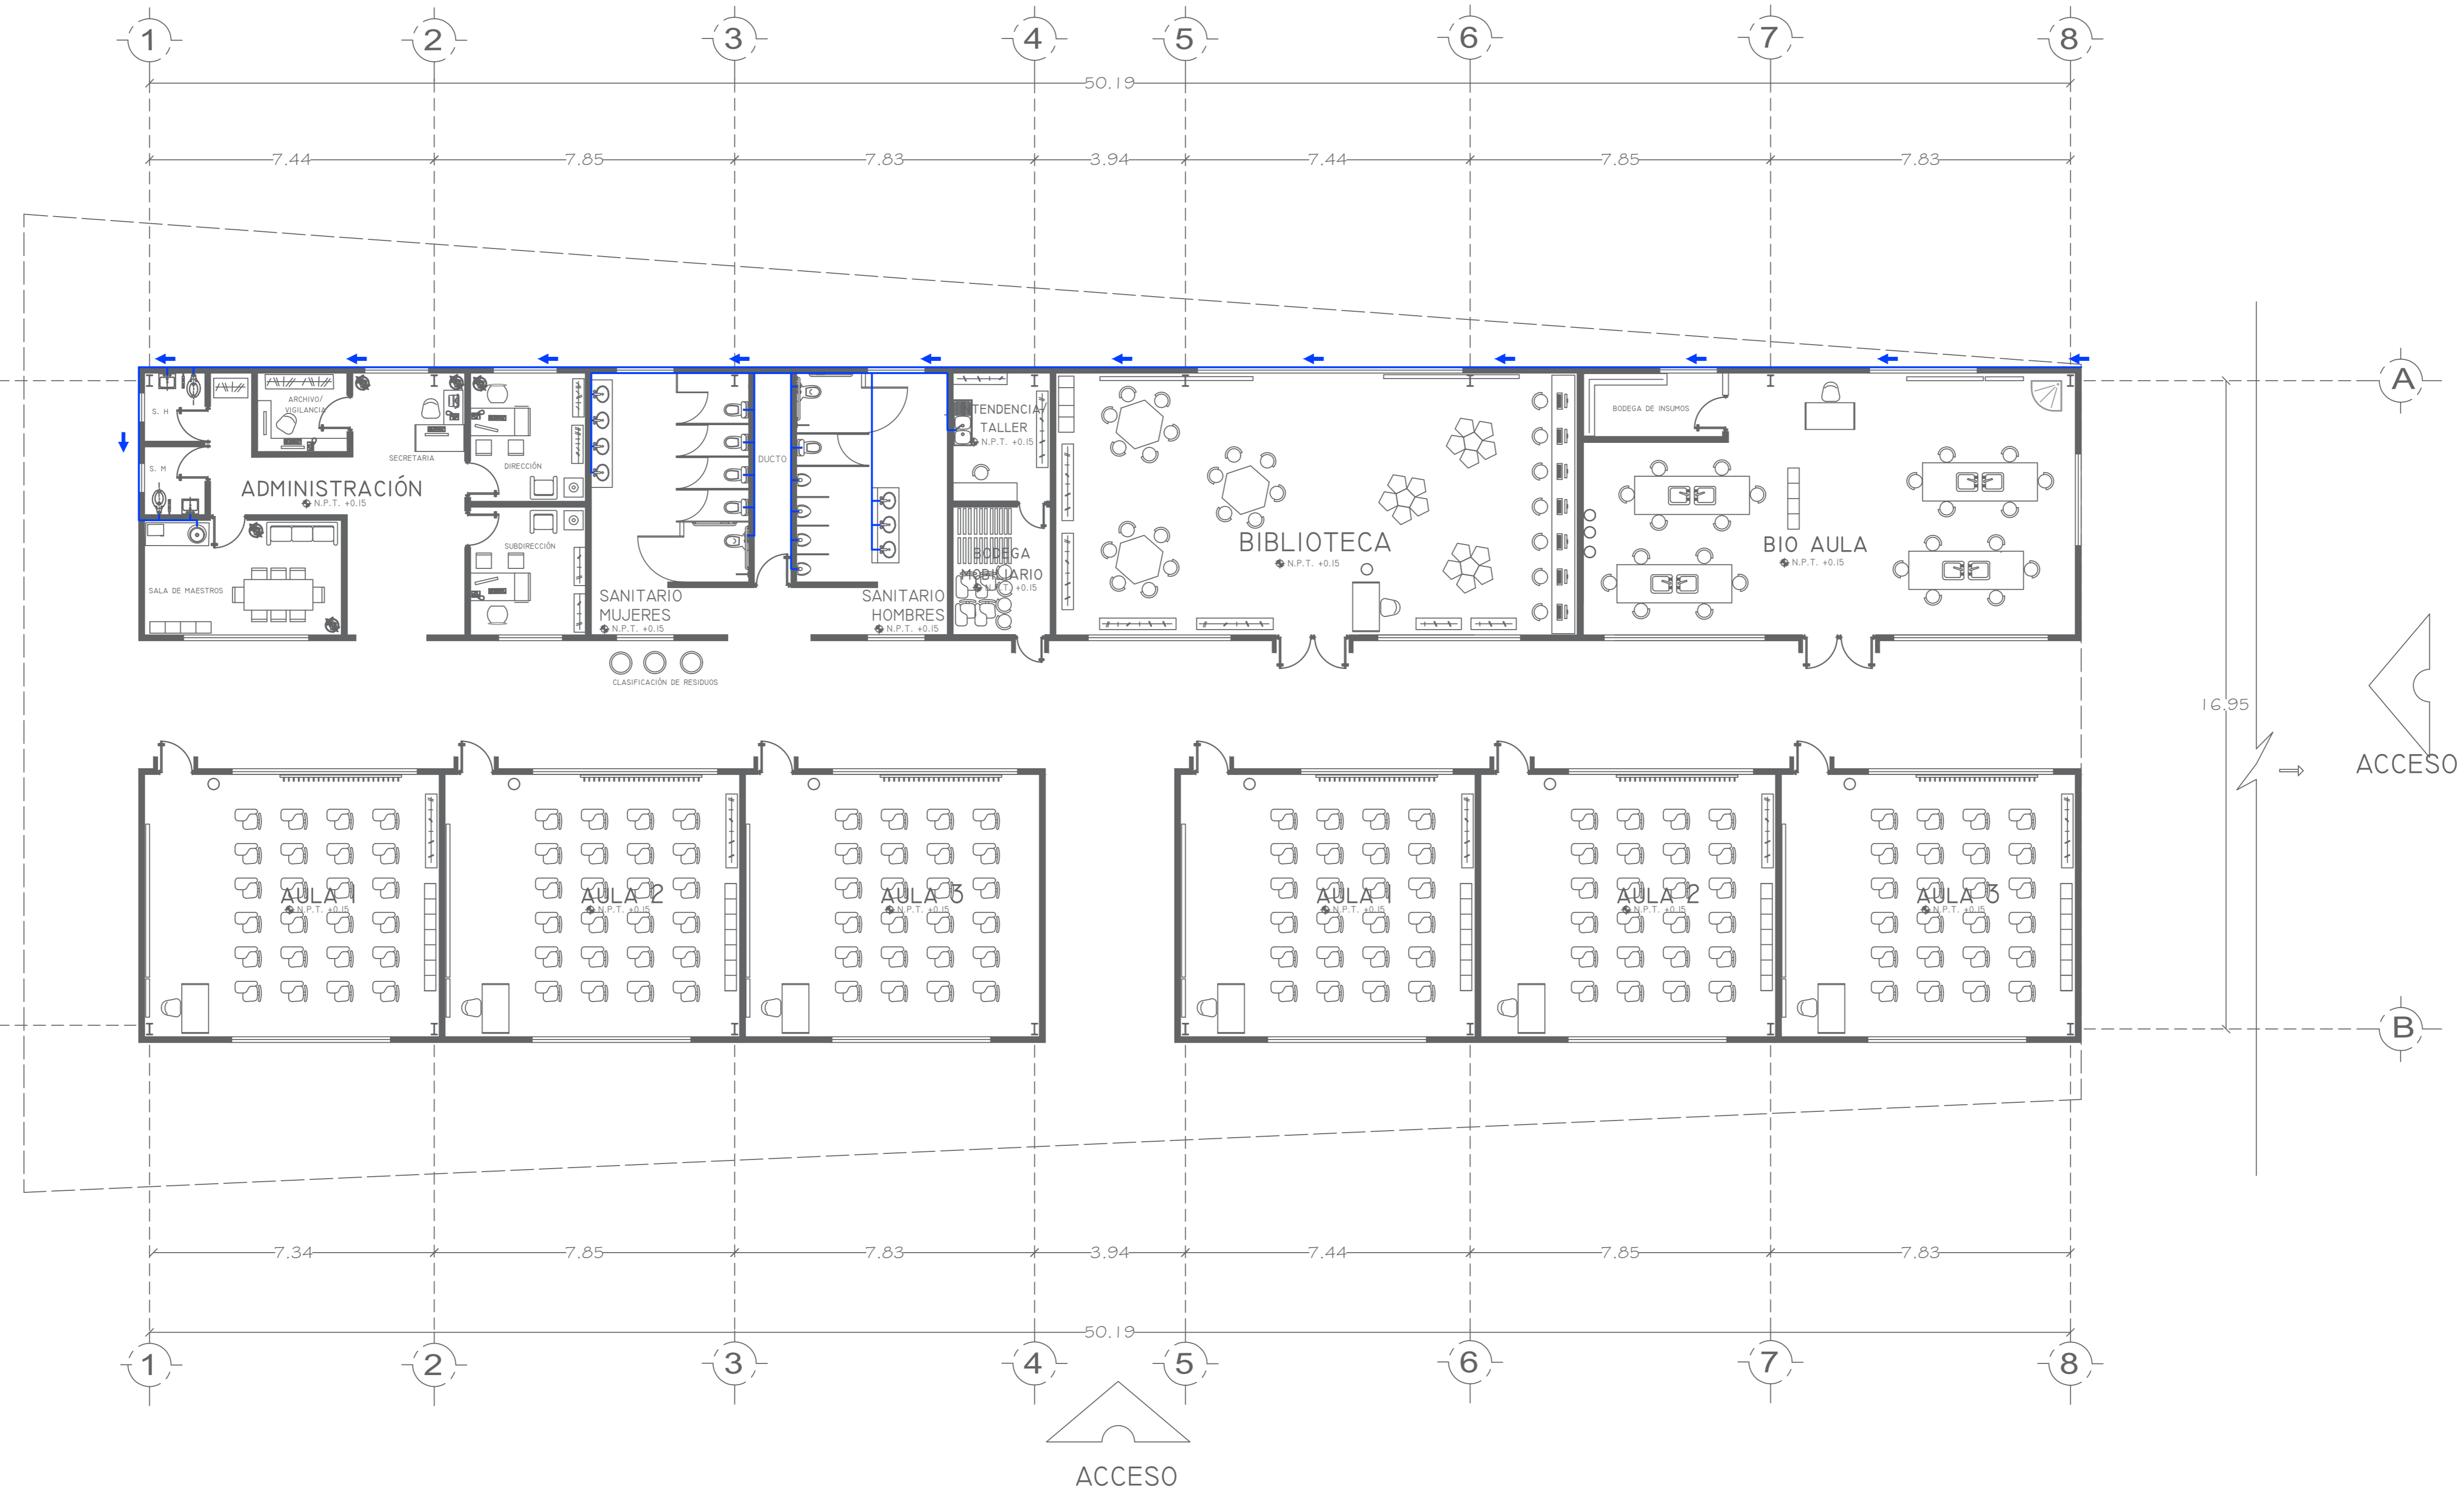 1 2 3 4 5 6 7 8
50.19
7.44 7.85 7.83 3.94 7.44 7.85 7.83
A
S. H
ARCHIVO/
VIGILANCIA
SECRETARIA
S. M
ADMINISTRACIÓN
N.P.T. +0.15
DIRECCIÓN
SUBDIRECCIÓN
SALA DE MAESTROS
SANITARIO
MUJERES
N.P.T. +0.15
DUCTO
SANITARIO
HOMBRES
N.P.T. +0.15
TENDENCIA/
TALLER
N.P.T. +0.15
BODEGA
MOBILIARIO
N.P.T. +0.15
BIBLIOTECA
N.P.T. +0.15
BODEGA DE INSUMOS
BIO AULA
N.P.T. +0.15
CLASIFICACIÓN DE RESIDUOS
16.95
ACCESO
AULA 1
N.P.T. +0.15
AULA 2
N.P.T. +0.15
AULA 3
N.P.T. +0.15
AULA 1
N.P.T. +0.15
AULA 2
N.P.T. +0.15
AULA 3
N.P.T. +0.15
B
7.34 7.85 7.83 3.94 7.44 7.85 7.83
50.19
1 2 3 4 5 6 7 8
ACCESO